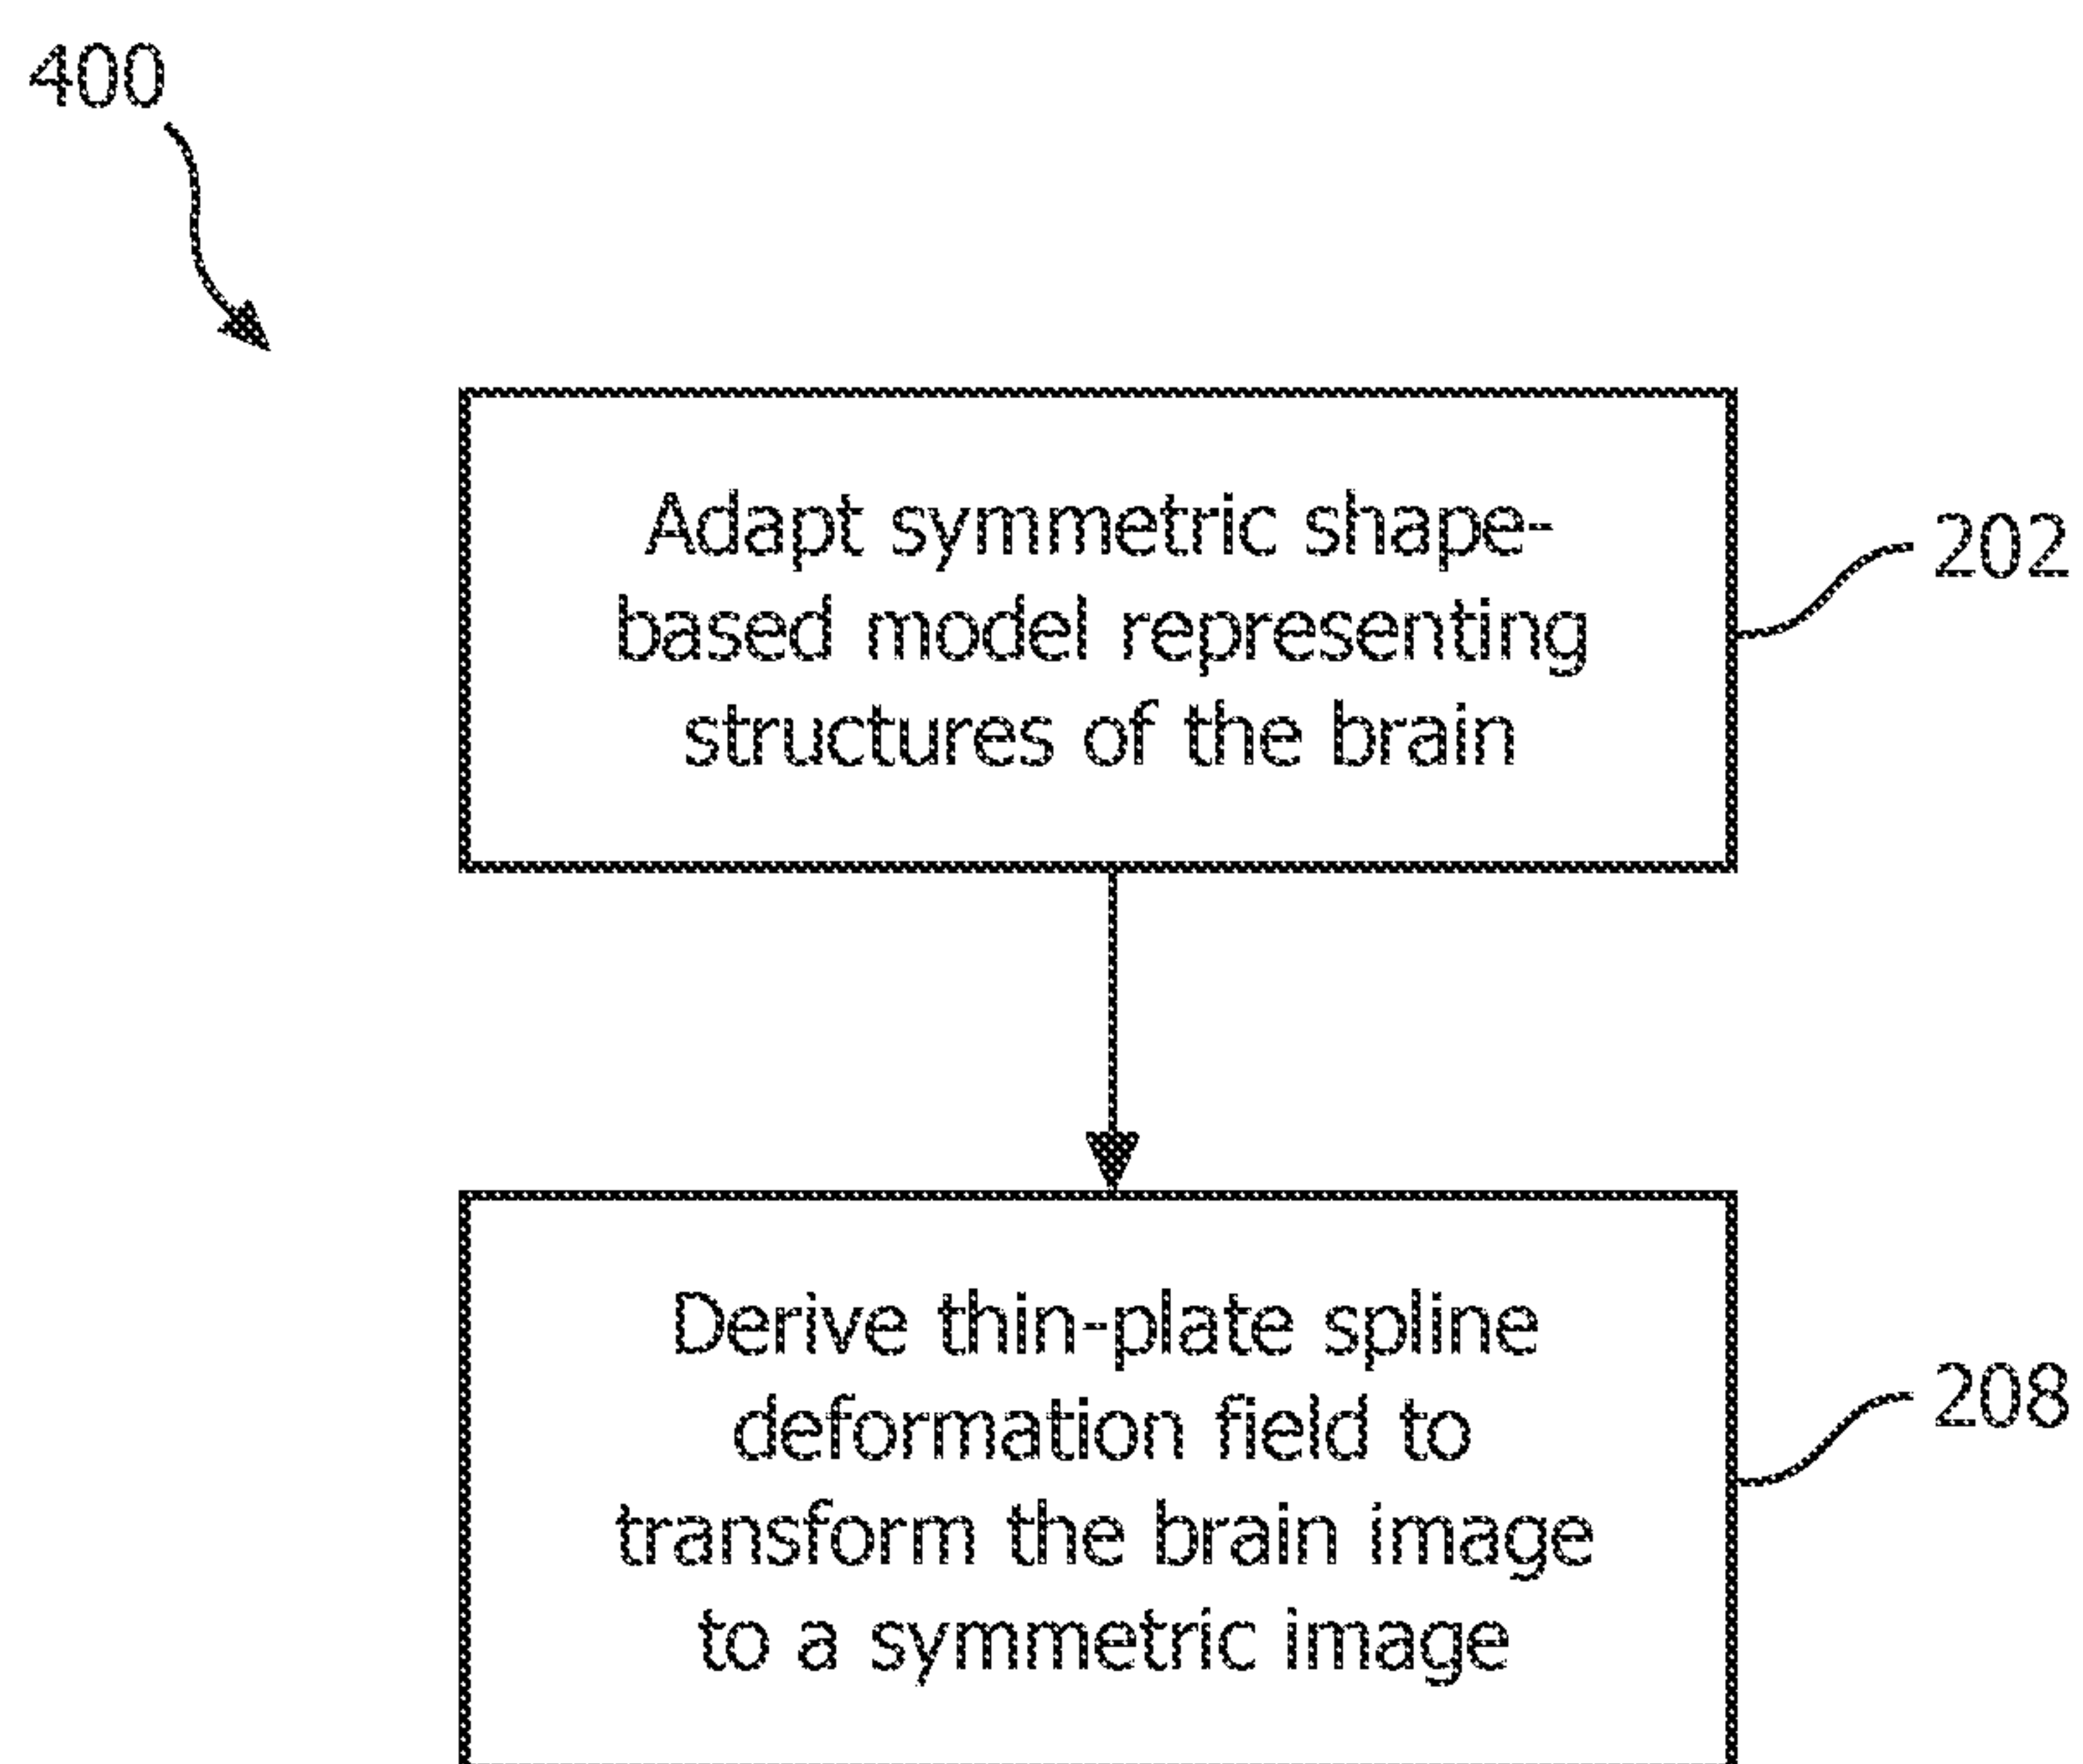 400
Adapt symmetric shape-
based model representing
structures of the brain
202
Derive thin-plate spline
deformation field to
transform the brain image
to a symmetric image
208